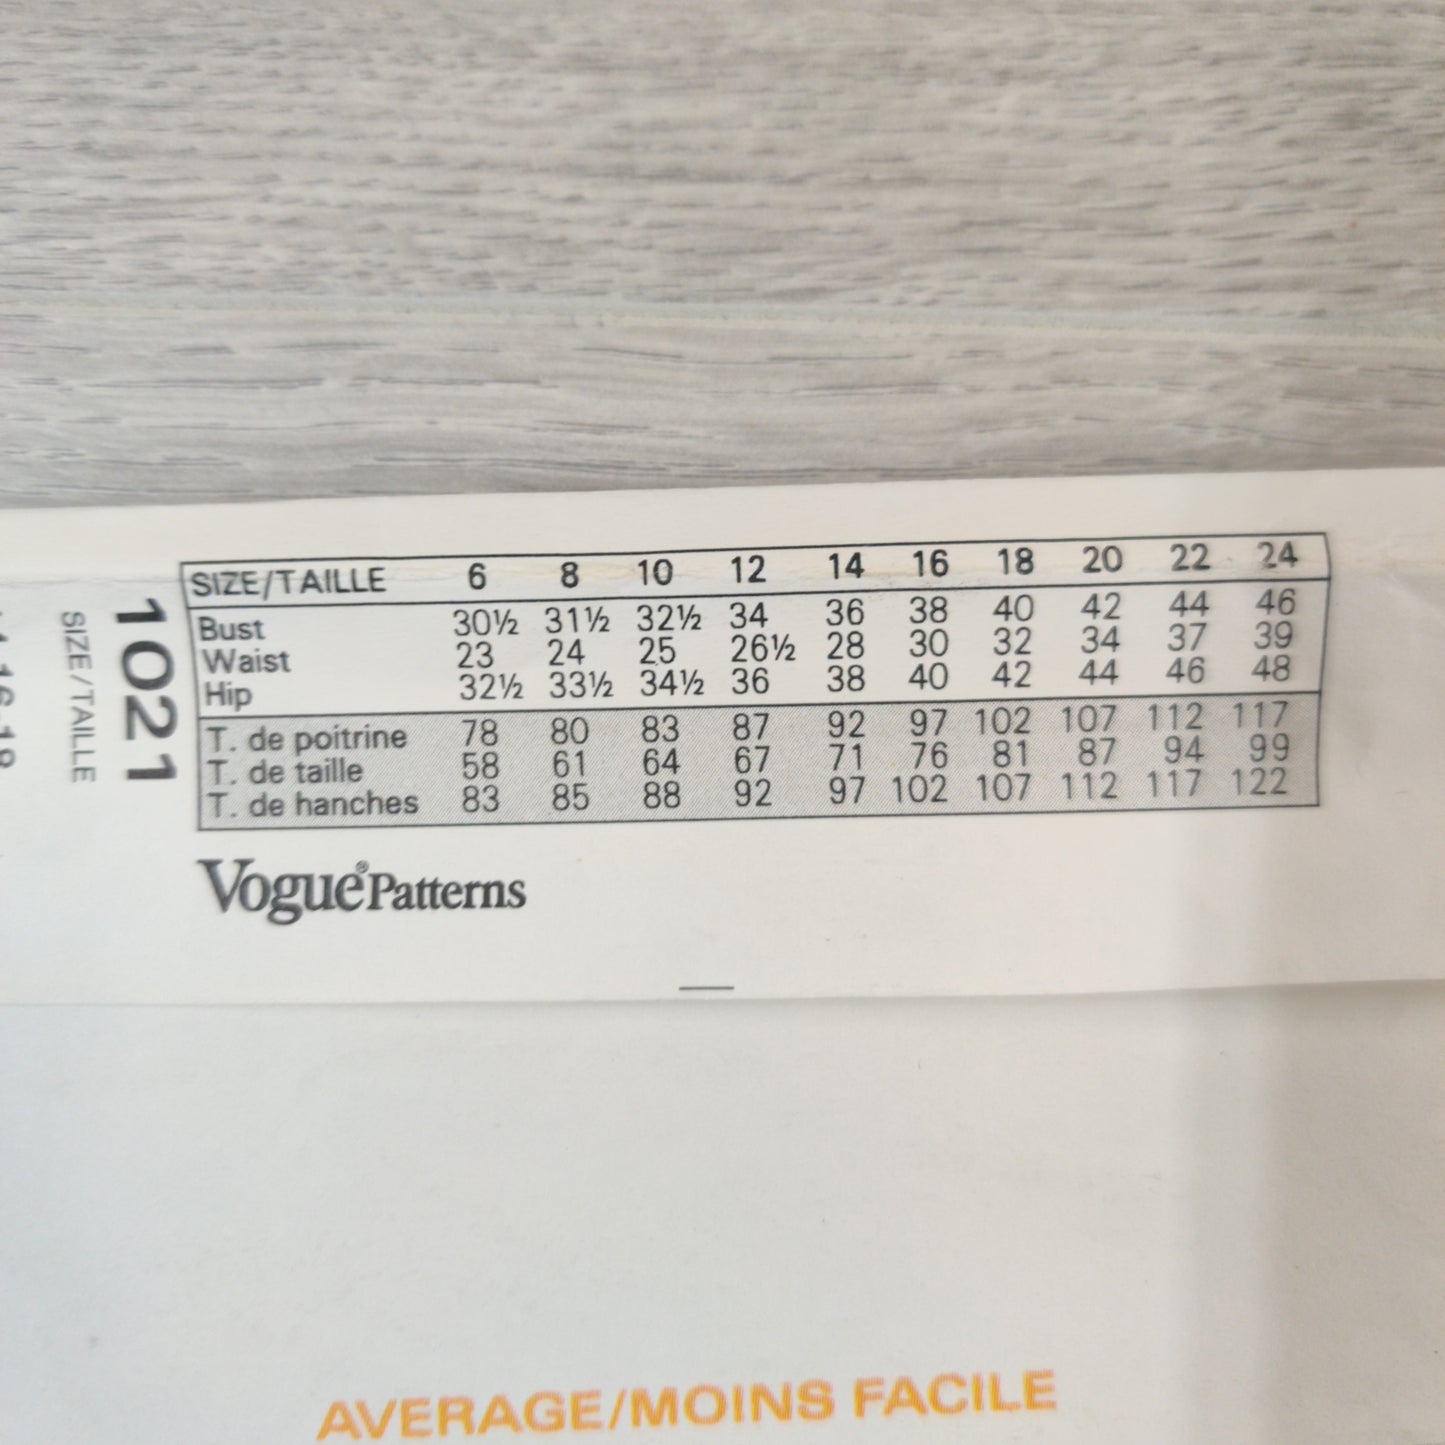 SIZE/TAILLE 6 8 10 12 14 16 18 20 22 24
Bust 30½ 31½ 32½ 34 36 38 40 42 44 46
Waist 23 24 25 26½ 28 30 32 34 37 39
Hip 32½ 33½ 34½ 36 38 40 42 44 46 48
T. de poitrine 78 80 83 87 92 97 102 107 112 117
T. de taille 58 61 64 67 71 76 81 87 94 99
T. de hanches 83 85 88 92 97 102 107 112 117 122
1021
SIZE/TAILLE
Vogue® Patterns
AVERAGE/MOINS FACILE